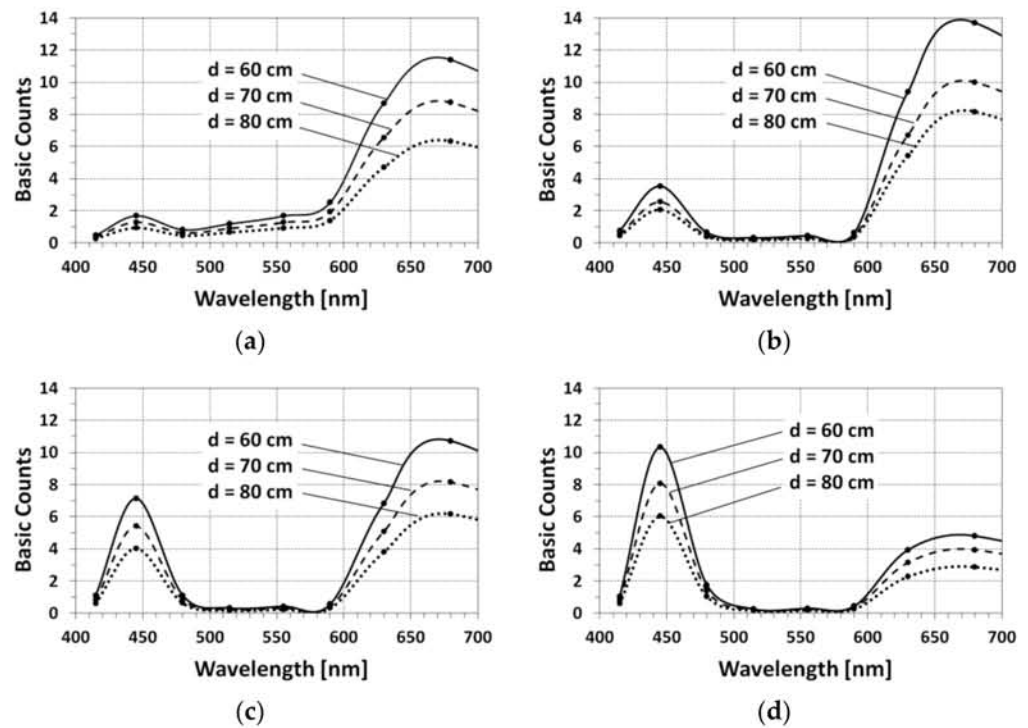 14
12
10
8
6
4
2
0
Basic Counts
d = 60 cm
d = 70 cm
d = 80 cm
400 450 500 550 600 650 700
Wavelength [nm]
(a)
14
12
10
8
6
4
2
0
Basic Counts
d = 60 cm
d = 70 cm
d = 80 cm
400 450 500 550 600 650 700
Wavelength [nm]
(b)
14
12
10
8
6
4
2
0
Basic Counts
d = 60 cm
d = 70 cm
d = 80 cm
400 450 500 550 600 650 700
Wavelength [nm]
(c)
14
12
10
8
6
4
2
0
Basic Counts
d = 60 cm
d = 70 cm
d = 80 cm
400 450 500 550 600 650 700
Wavelength [nm]
(d)